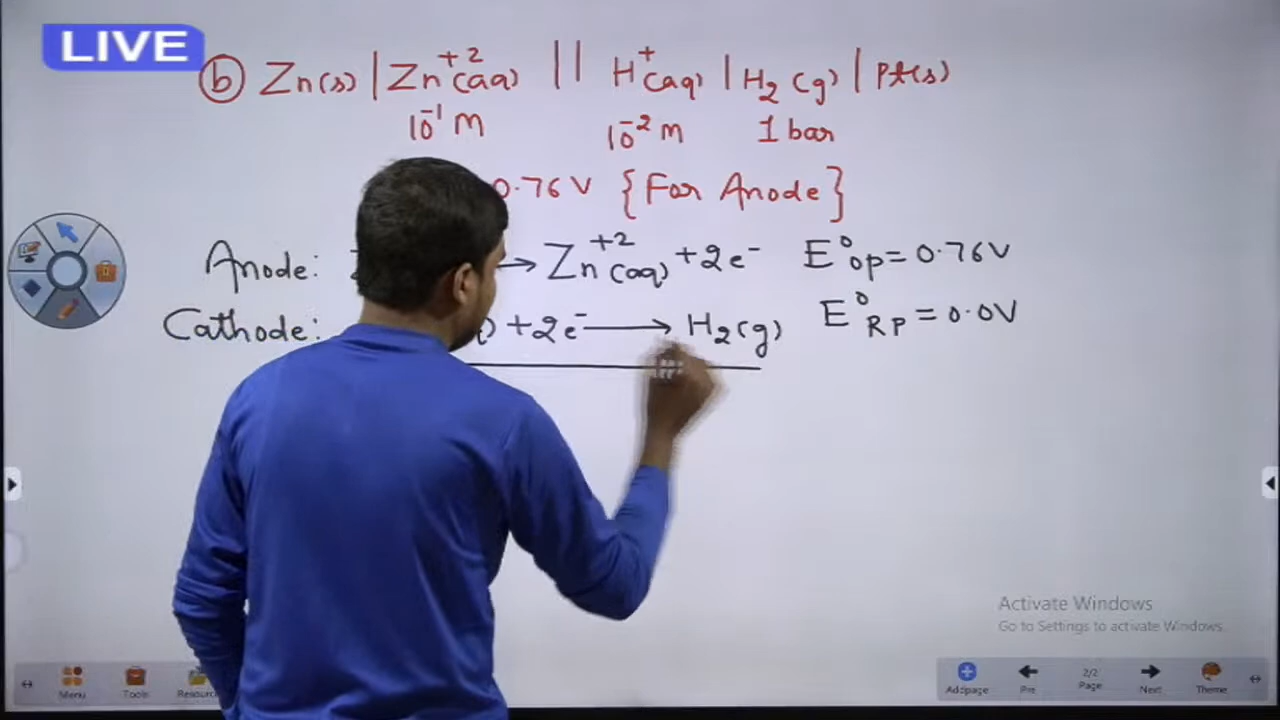 LIVE
ⓑ Zn(s) | Zn⁺²(aq) || H⁺(aq) | H₂(g) | Pt(s)
10⁻¹ M 10⁻² M 1 bar
0.76 V {For Anode}
Anode: → Zn⁺²(aq) + 2e⁻ E°op = 0.76V
Cathode: + 2e⁻ → H₂(g) E°RP = 0.0V
Activate Windows
Go to Settings to activate Windows.
Menu Tools Resourc Addpage Pre 2/2 Page Next Theme